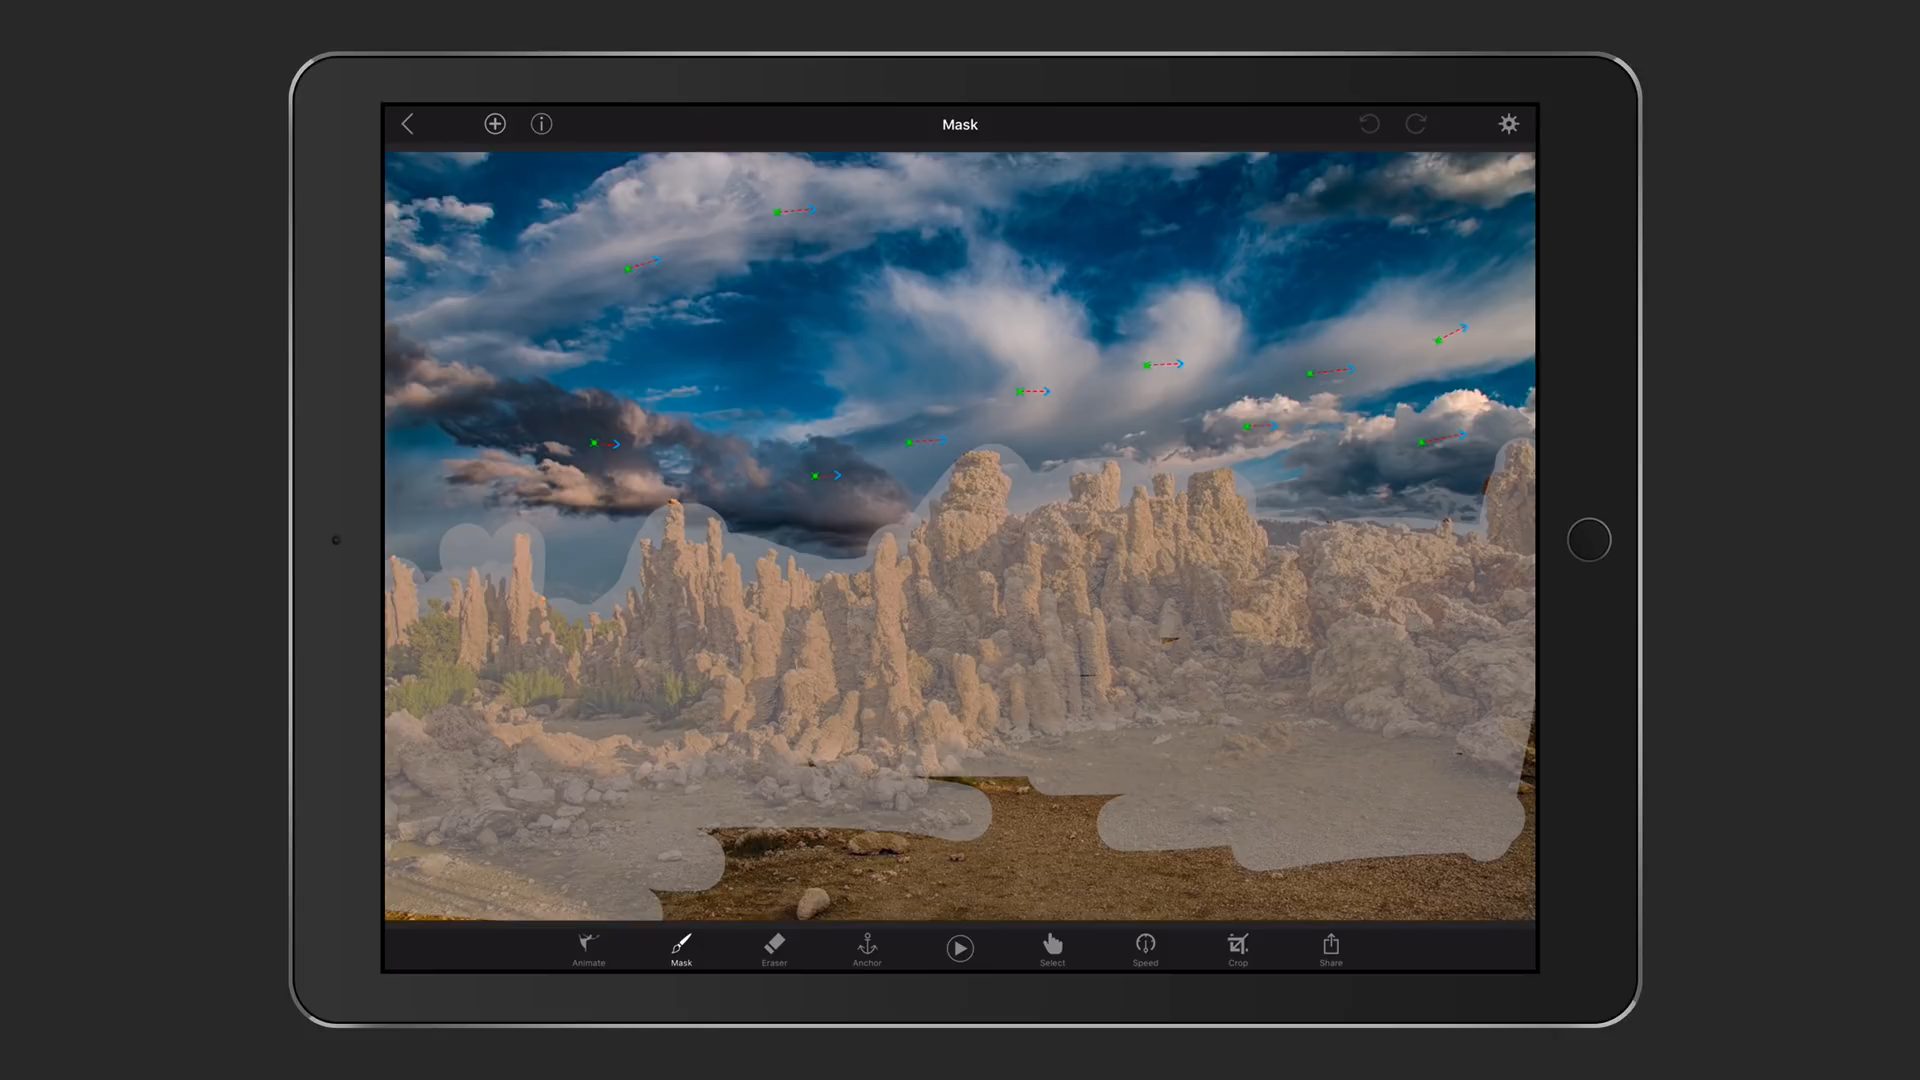 Mask
Animate
Mask
Eraser
Anchor
Select
Speed
Crop
Share